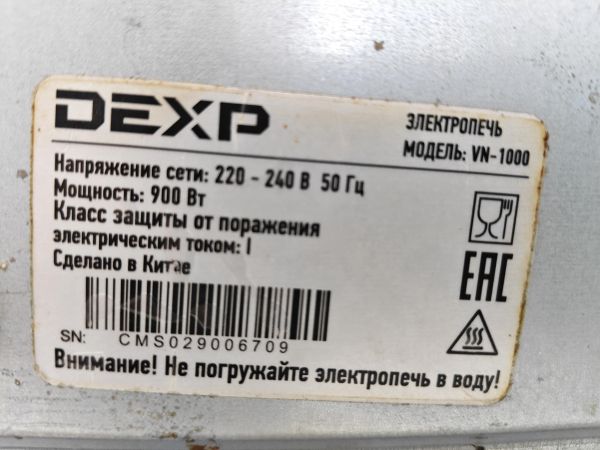 DEXP
ЭЛЕКТРОПЕЧЬ
МОДЕЛЬ: VN-1000
Напряжение сети: 220 - 240 В 50 Гц
Мощность: 900 Вт
Класс защиты от поражения
электрическим током: I
Сделано в Китае
EAC
SN: CMS029006709
Внимание! Не погружайте электропечь в воду!